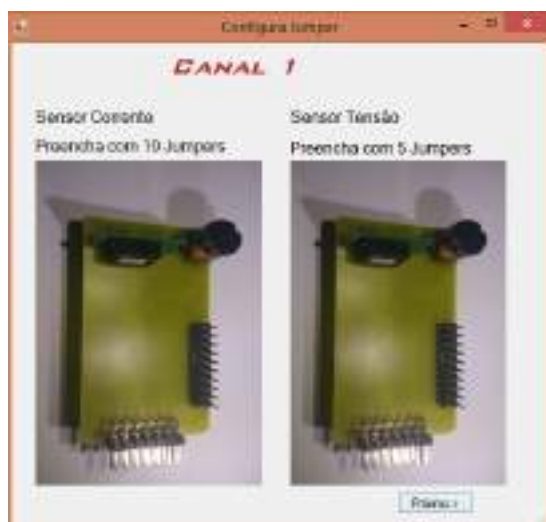 Configura Jumper
CANAL 1
Sensor Corrente
Preencha com 10 Jumpers
Sensor Tensão
Preencha com 5 Jumpers